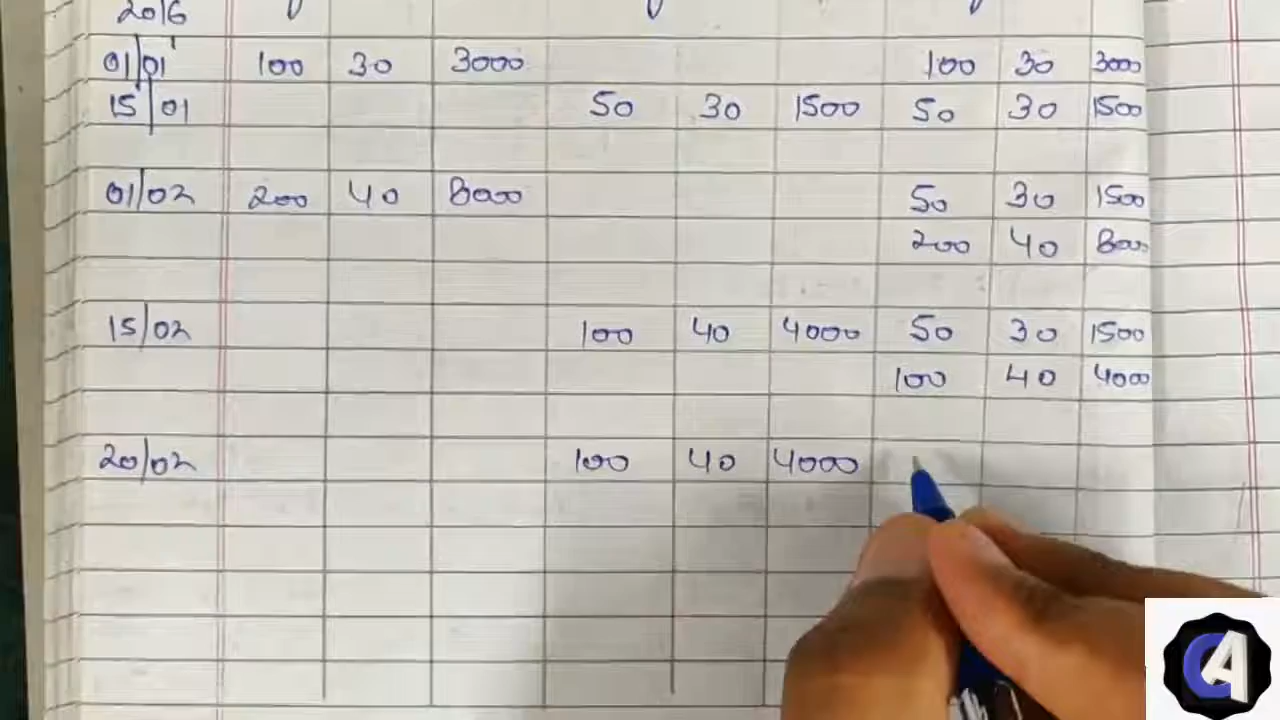 2016
01/01 100 30 3000 100 30 3000
15/01 50 30 1500 50 30 1500
01/02 200 40 8000 50 30 1500
200 40 8000
15/02 100 40 4000 50 30 1500
100 40 4000
20/02 100 40 4000
CA